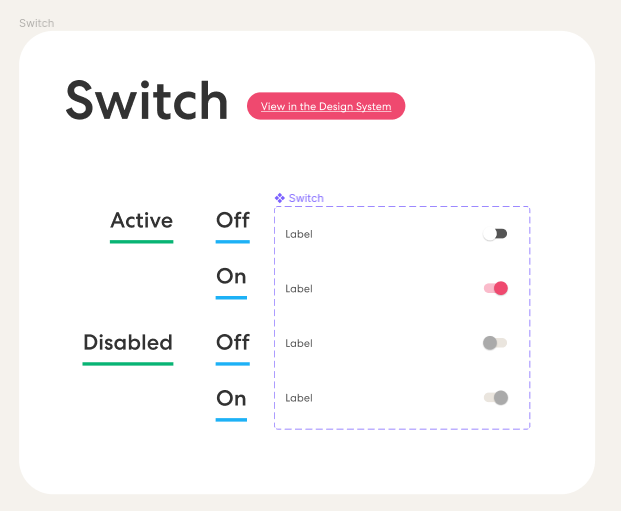 Switch
Switch
View in the Design System
Switch
Active
Off
Label
On
Label
Disabled
Off
Label
On
Label